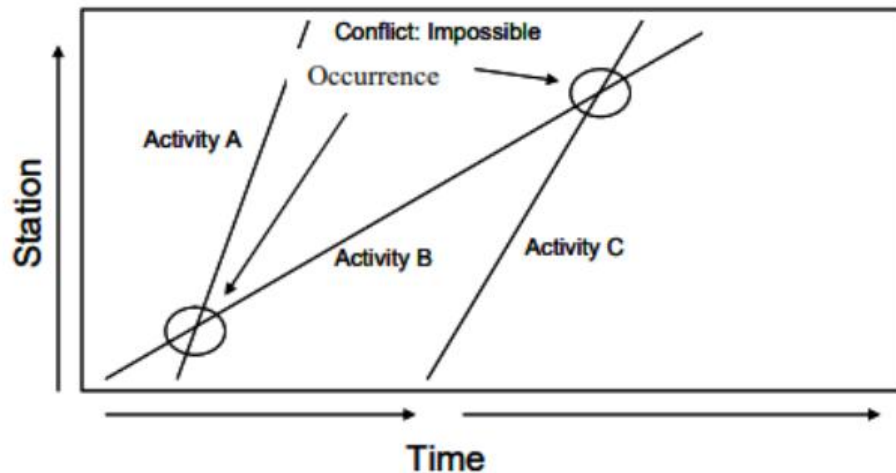 Conflict: Impossible
Occurrence
Activity A
Activity B
Activity C
Station
Time